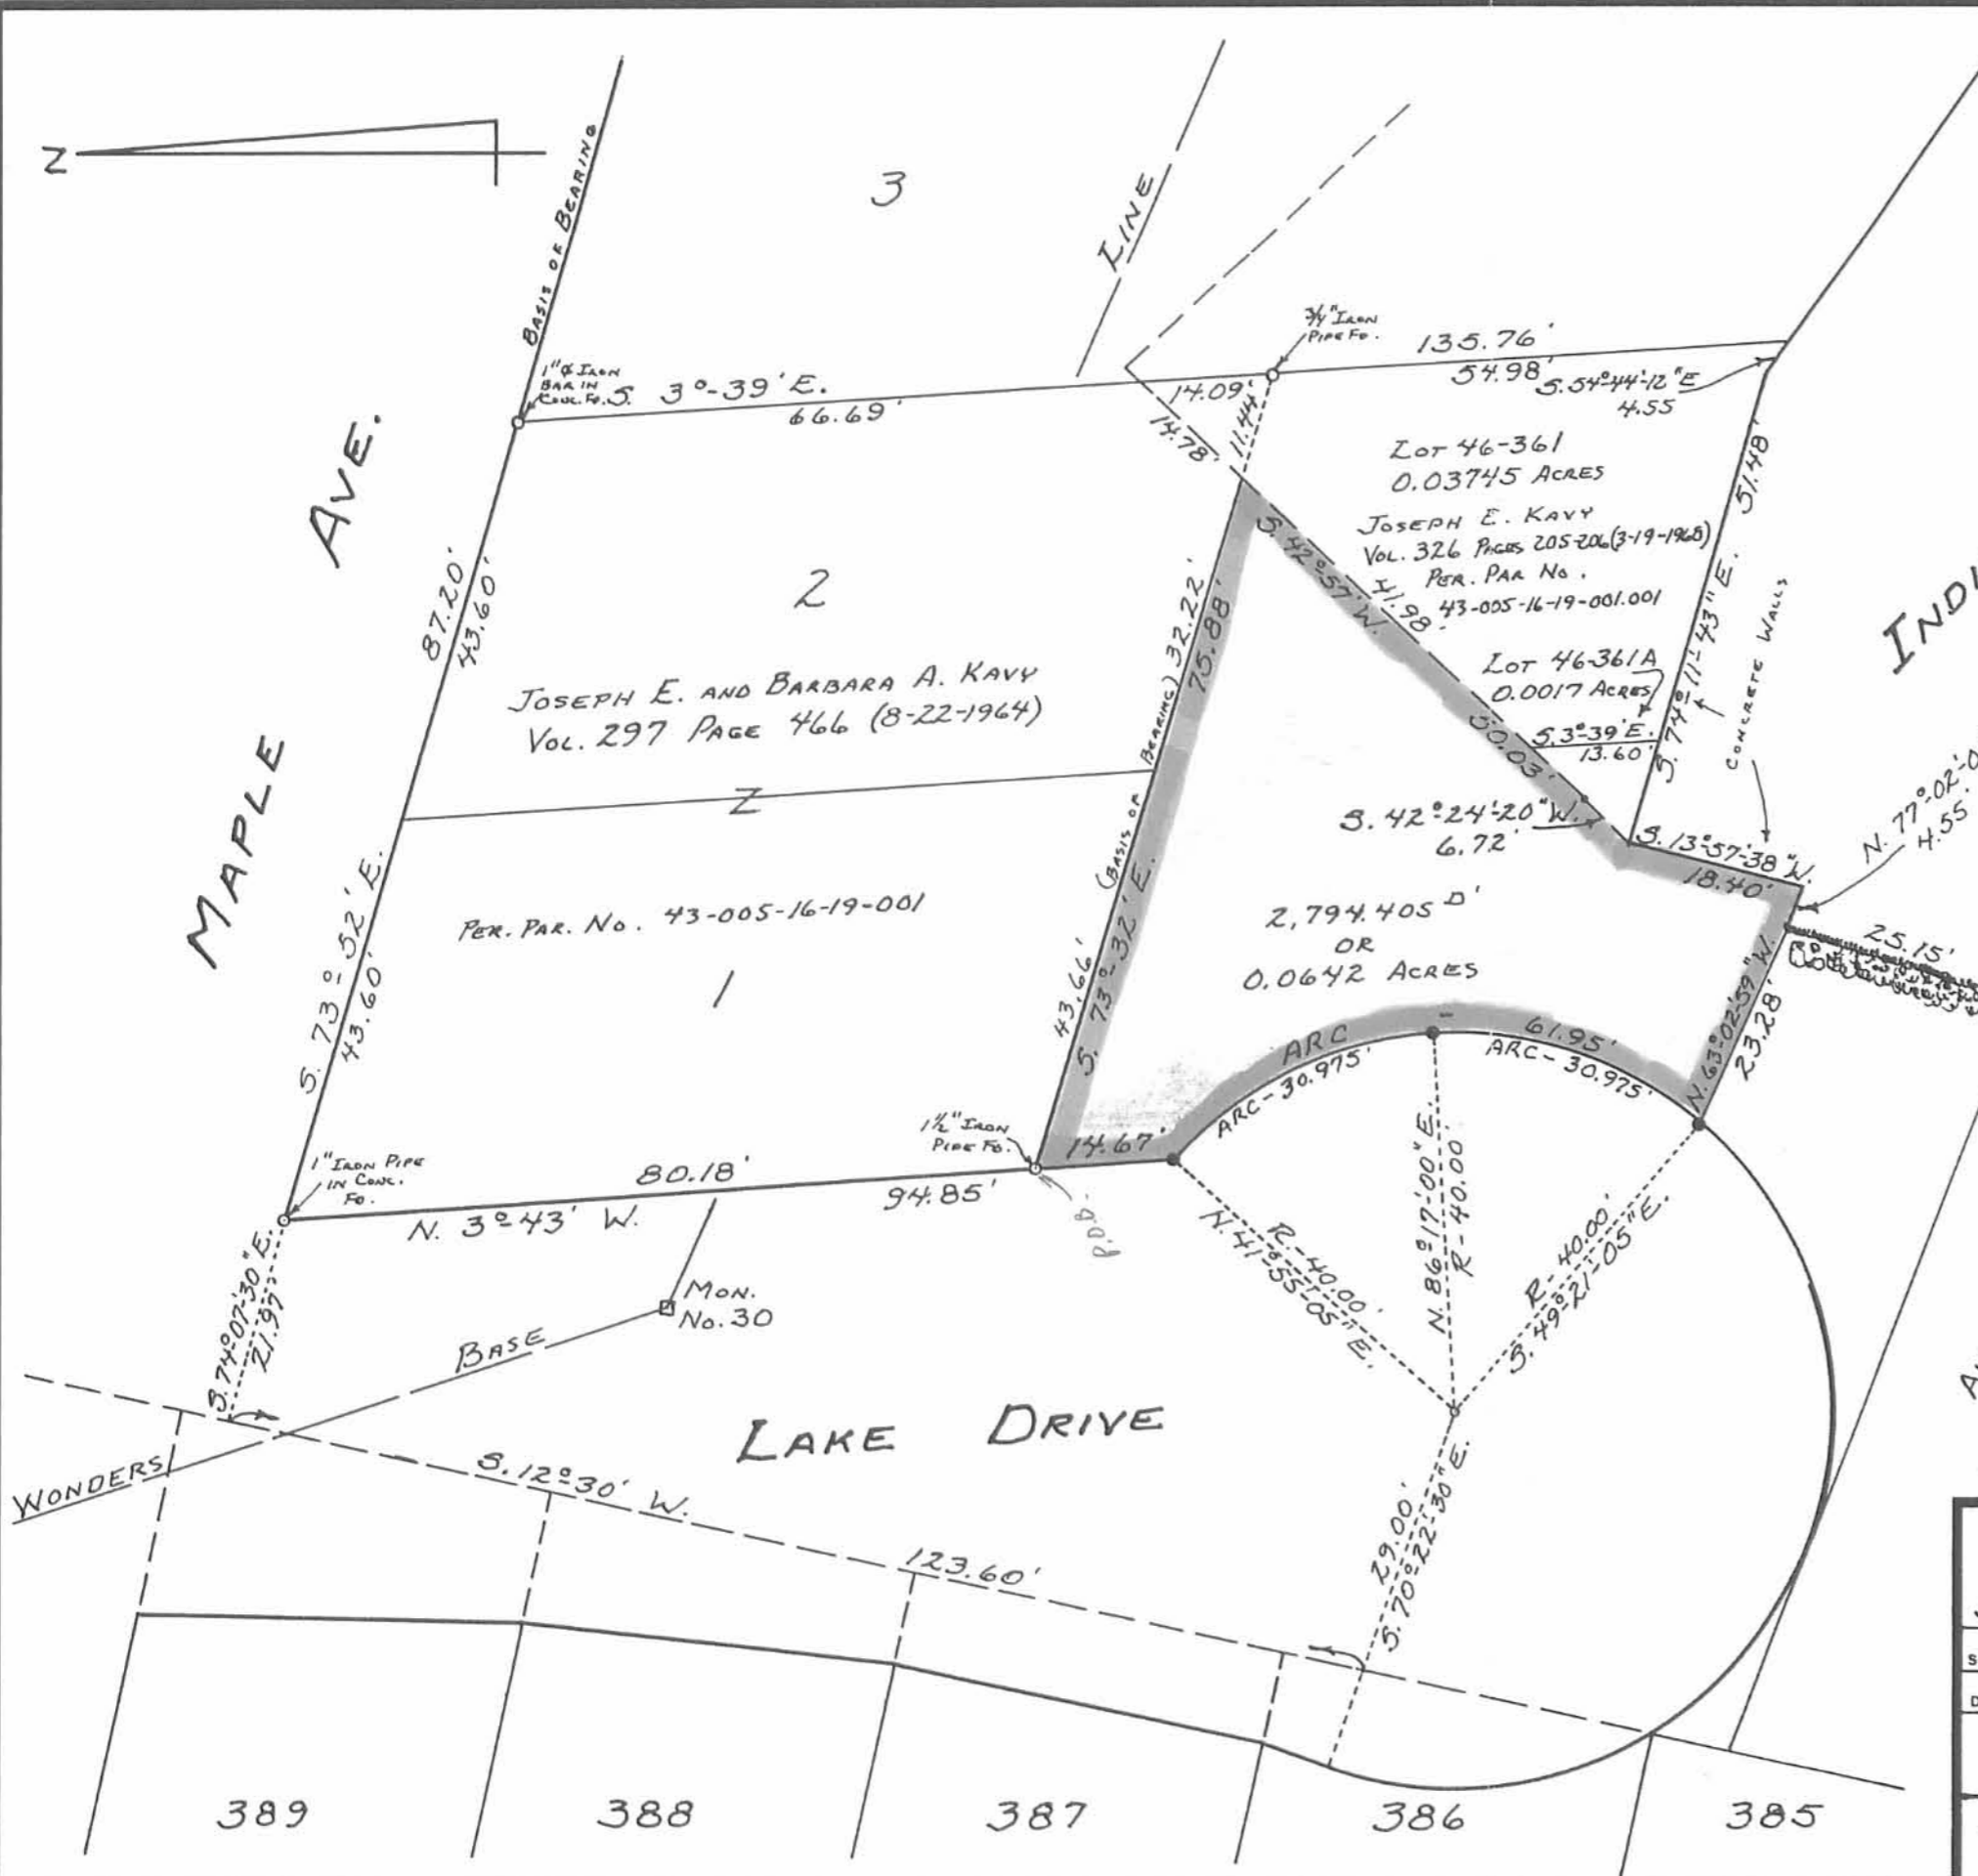 Z
BASIS OF BEARING
3
LINE
1"⌀ IRON
BAR IN
CONC. FD.
S. 3°-39' E.
66.69'
3/4" IRON
PIPE FD.
135.76'
14.09'
54.98'
S.54°-44'-12"E
4.55
14.78'
11.44'
MAPLE AVE.
87.20'
43.60'
S. 73°-52' E.
43.60'
2
LOT 46-361
0.03745 ACRES
JOSEPH E. KAVY
VOL. 326 PAGES 205-206 (3-19-1968)
PER. PAR NO.
43-005-16-19-001.001
51.48'
S. 74°-11'-43" E.
CONCRETE WALLS
INDI
S. 42°-57' W.
41.98'
50.03'
LOT 46-361A
0.0017 ACRES
S.3°-39' E.
13.60'
JOSEPH E. AND BARBARA A. KAVY
VOL. 297 PAGE 466 (8-22-1964)
Z
(BASIS OF BEARING) 32.22'
75.88'
43.66'
S. 73°-32' E.
S. 42°-24'-20" W.
6.72'
S. 13°-57'-38" W.
18.40'
N. 77°-02'-0
4.55
PER. PAR. NO. 43-005-16-19-001
1
2,794.405 □'
OR
0.0642 ACRES
25.15'
N. 63°-02'-59" W.
23.28'
ARC - 61.95'
ARC - 30.975'
ARC - 30.975'
1½" IRON
PIPE FD.
14.67'
1" IRON PIPE
IN CONC.
FD.
80.18'
94.85'
N. 3°-43' W.
P.O.B.
R-40.00'
N. 41°-55'-05" E.
N. 86°-17'-00" E.
R-40.00'
R-40.00'
S. 49°-21'-05" E.
S. 74°-07'-30" E.
21.97'
MON.
NO. 30
WONDERS BASE
LAKE DRIVE
S. 12°-30' W.
123.60'
29.00'
S. 70°-22'-30" E.
389
388
387
386
385